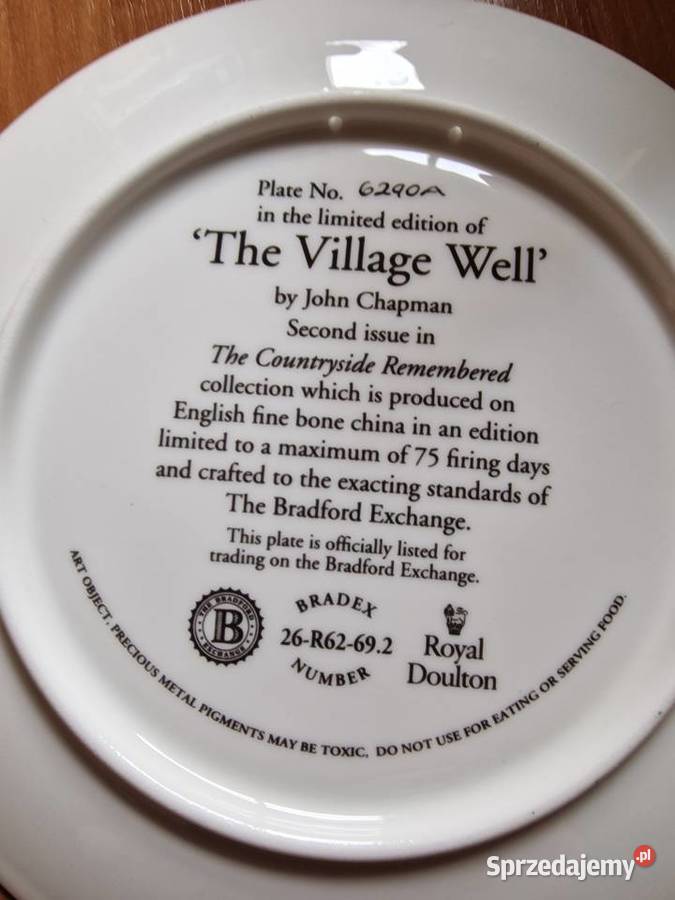 Plate No. 6290A
in the limited edition of
‘The Village Well’
by John Chapman
Second issue in
The Countryside Remembered
collection which is produced on
English fine bone china in an edition
limited to a maximum of 75 firing days
and crafted to the exacting standards of
The Bradford Exchange.
This plate is officially listed for
trading on the Bradford Exchange.
THE BRADFORD
B
EXCHANGE
BRADEX
26-R62-69.2
NUMBER
Royal
Doulton
ART OBJECT. PRECIOUS METAL PIGMENTS MAY BE TOXIC. DO NOT USE FOR EATING OR SERVING FOOD.
Sprzedajemy.pl